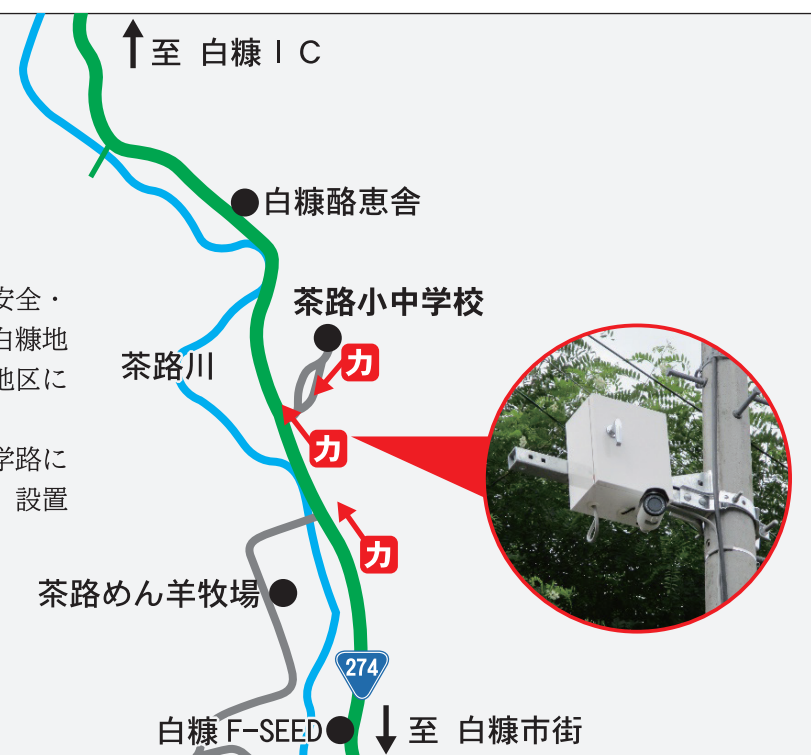 至 白糠IC
白糠酪恵舎
安全・
白糠地
地区に
学路に
設置
茶路小中学校
カ
茶路川
カ
カ
茶路めん羊牧場
274
白糠F-SEED
至 白糠市街